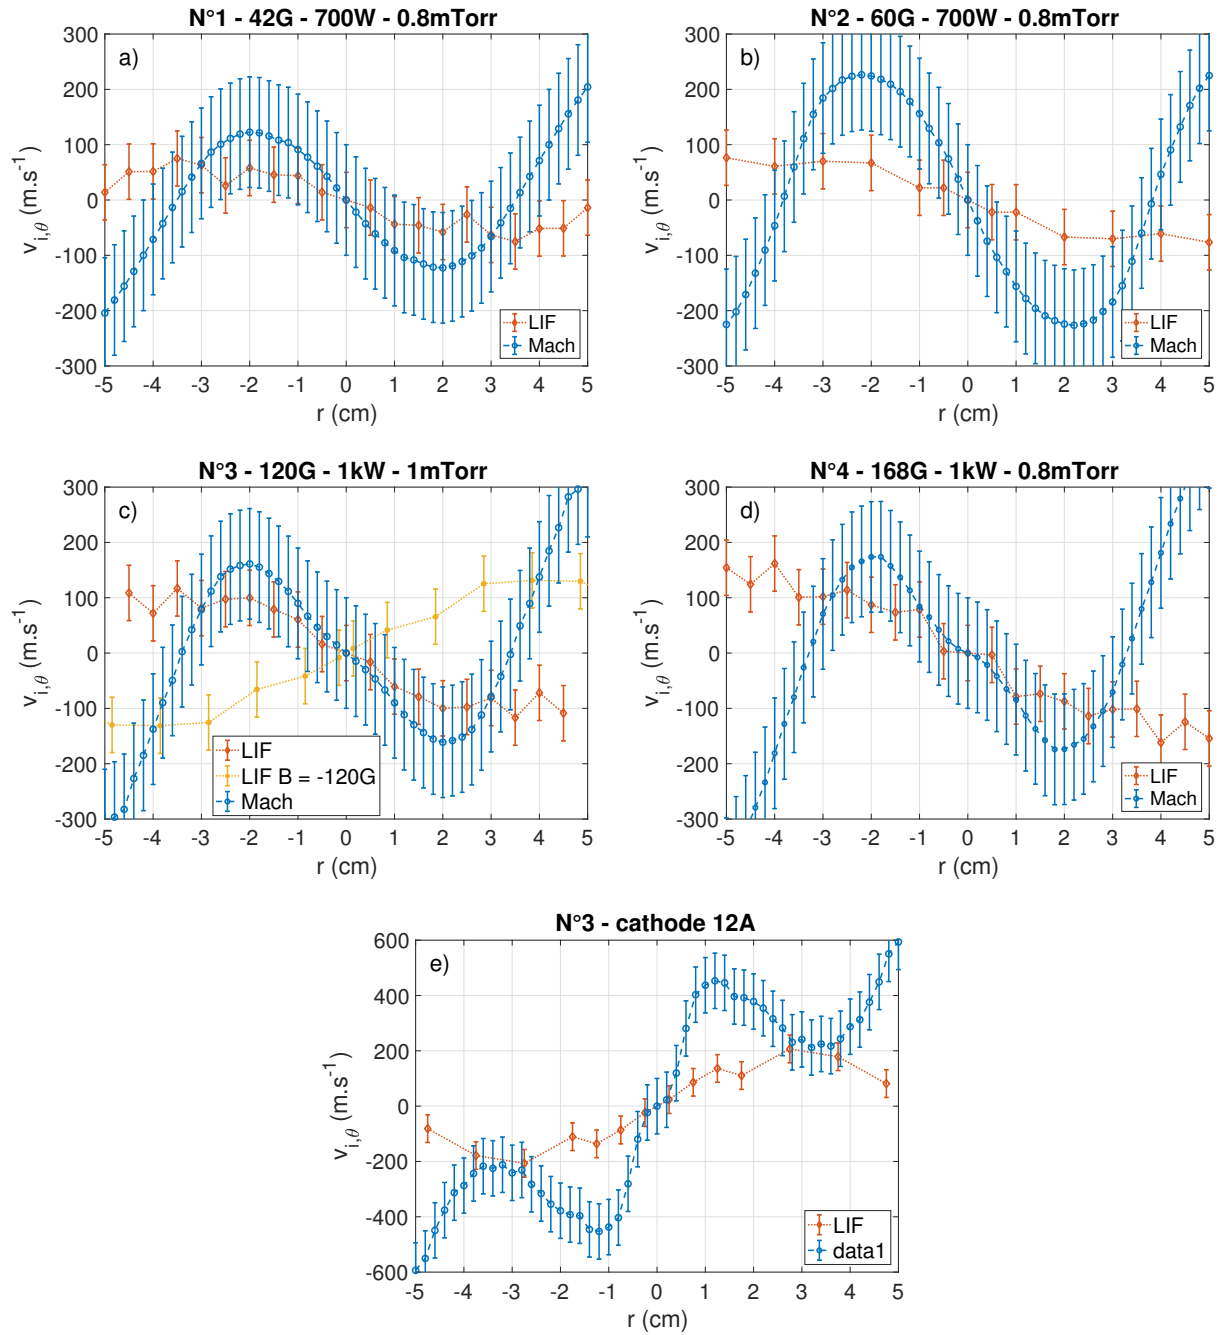 N°1 - 42G - 700W - 0.8mTorr
a)
300
200
100
0
-100
-200
-300
v_i,θ (m.s⁻¹)
LIF
Mach
-5 -4 -3 -2 -1 0 1 2 3 4 5
r (cm)
N°2 - 60G - 700W - 0.8mTorr
b)
300
200
100
0
-100
-200
-300
v_i,θ (m.s⁻¹)
LIF
Mach
-5 -4 -3 -2 -1 0 1 2 3 4 5
r (cm)
N°3 - 120G - 1kW - 1mTorr
c)
300
200
100
0
-100
-200
-300
v_i,θ (m.s⁻¹)
LIF
LIF B = -120G
Mach
-5 -4 -3 -2 -1 0 1 2 3 4 5
r (cm)
N°4 - 168G - 1kW - 0.8mTorr
d)
300
200
100
0
-100
-200
-300
v_i,θ (m.s⁻¹)
LIF
Mach
-5 -4 -3 -2 -1 0 1 2 3 4 5
r (cm)
N°3 - cathode 12A
e)
600
400
200
0
-200
-400
-600
v_i,θ (m.s⁻¹)
LIF
data1
-5 -4 -3 -2 -1 0 1 2 3 4 5
r (cm)